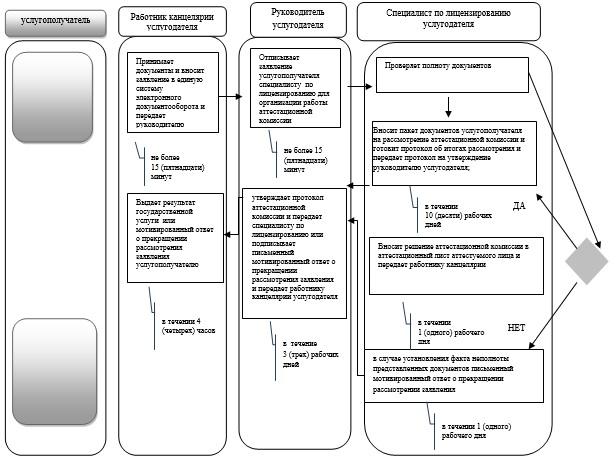 услугополучатель
Работник канцелярии
услугодателя
Руководитель
услугодателя
Специалист по лицензированию
услугодателя
Принимает
документы и вносит
заявление в единую
систему
электронного
документооборота и
передает
руководителю
не более
15 (пятнадцати)
минут
Выдает результат
государственной
услуги или
мотивированный ответ
о прекращении
рассмотрения
заявления
услугополучателю
в течении 4
(четырех) часов
Отписывает
заявление
услугополучателя
специалисту по
лицензированию для
организации работы
аттестационной
комиссии
не более 15
(пятнадцати)
минут
утверждает протокол
аттестационной
комиссии и передает
специалисту по
лицензированию или
подписывает
письменный
мотивированный ответ о
прекращении
рассмотрения заявления
и передает работнику
канцелярии услугодателя
в течение
3 (трех) рабочих
дней
Проверяет полноту документов
Вносит пакет документов услугополучателя
на рассмотрение аттестационной комиссии и
готовит протокол об итогах рассмотрения и
передает протокол на утверждение
руководителю услугодателя;
в течении
10 (десяти) рабочих
дней
ДА
Вносит решение аттестационной комиссии в
аттестационный лист аттестуемого лица и
передает работнику канцелярии
в течении
1 (одного) рабочего
дня
НЕТ
в случае установления факта неполноты
представленных документов письменный
мотивированный ответ о прекращении
рассмотрении заявления
в течении 1 (одного)
рабочего дня